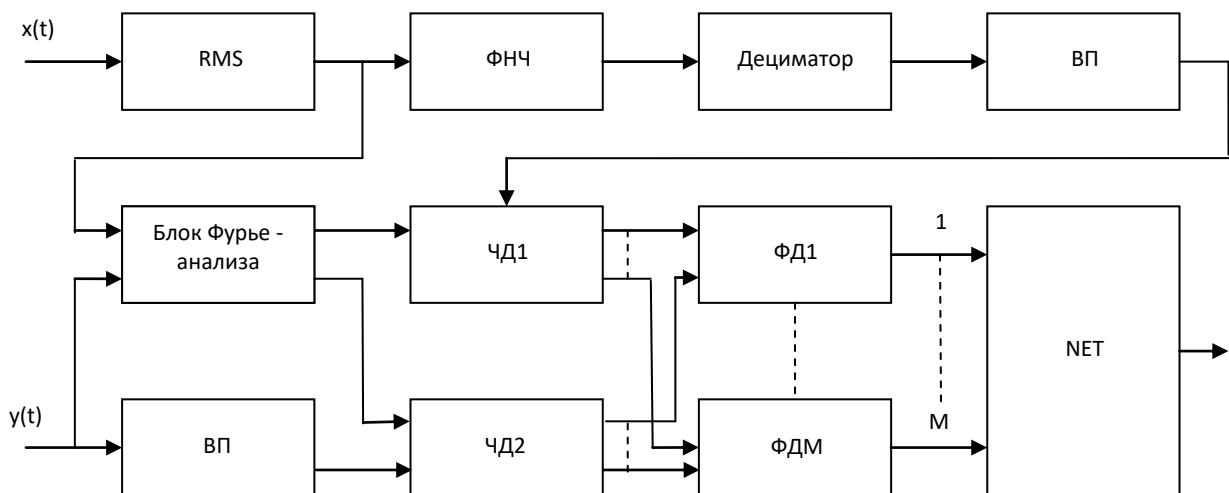 x(t)
RMS
ФНЧ
Дециматор
ВП
Блок Фурье -
анализа
ЧД1
ФД1
1
NET
y(t)
ВП
ЧД2
ФДМ
М